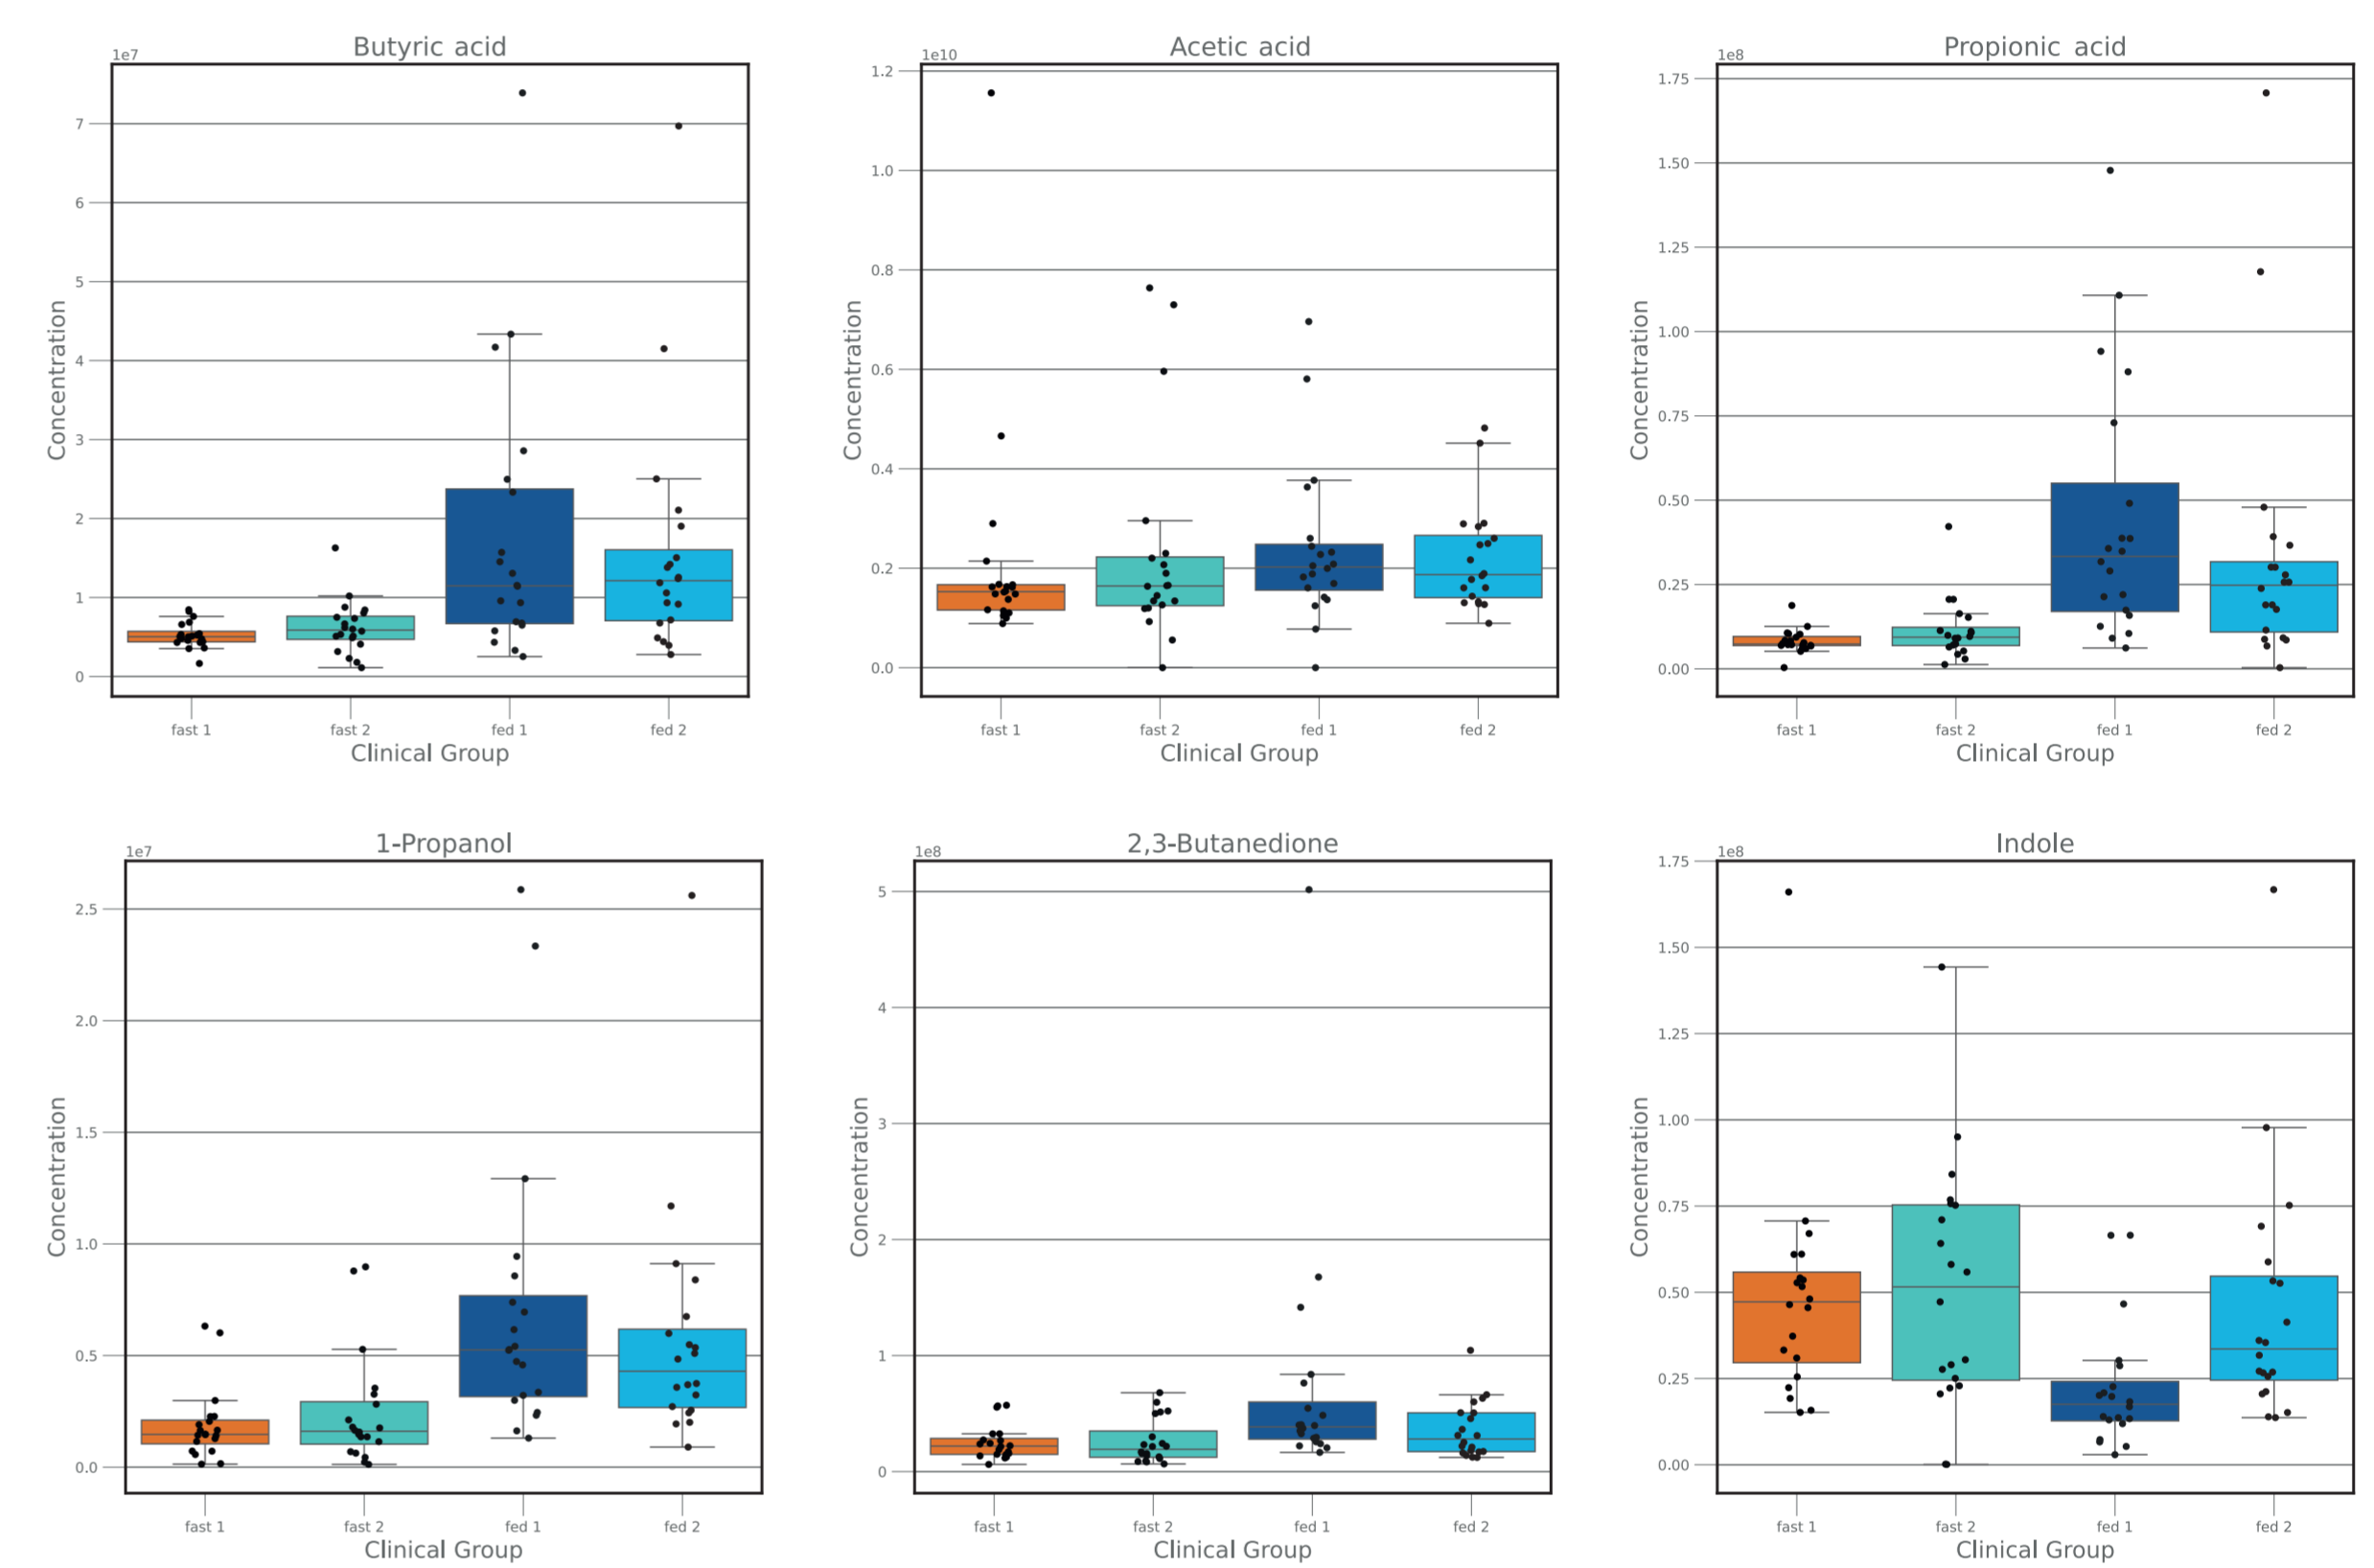 Butyric acid
1e7
7
6
5
4
3
2
1
0
Concentration
fast 1 fast 2 fed 1 fed 2
Clinical Group
Acetic acid
1e10
1.2
1.0
0.8
0.6
0.4
0.2
0.0
Concentration
fast 1 fast 2 fed 1 fed 2
Clinical Group
Propionic acid
1e8
1.75
1.50
1.25
1.00
0.75
0.50
0.25
0.00
Concentration
fast 1 fast 2 fed 1 fed 2
Clinical Group
1-Propanol
1e7
2.5
2.0
1.5
1.0
0.5
0.0
Concentration
fast 1 fast 2 fed 1 fed 2
Clinical Group
2,3-Butanedione
1e8
5
4
3
2
1
0
Concentration
fast 1 fast 2 fed 1 fed 2
Clinical Group
Indole
1e8
1.75
1.50
1.25
1.00
0.75
0.50
0.25
0.00
Concentration
fast 1 fast 2 fed 1 fed 2
Clinical Group